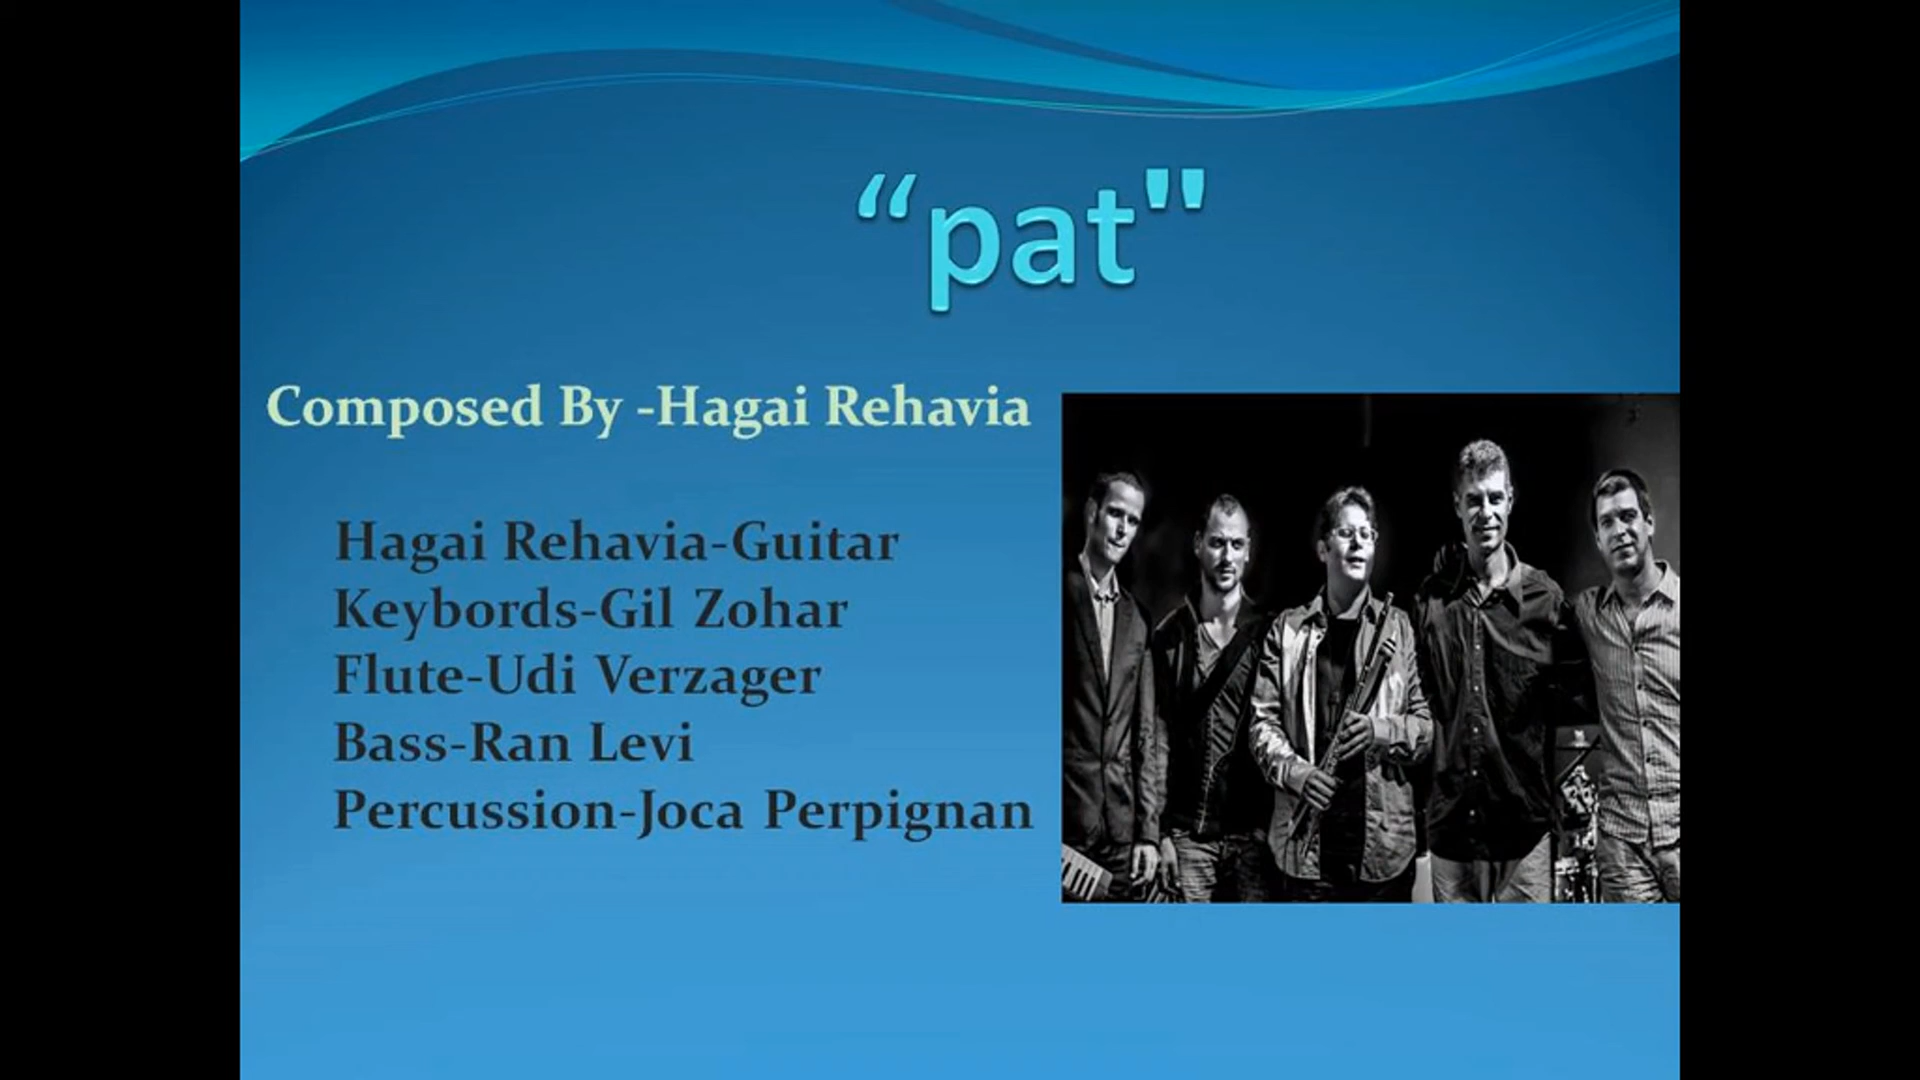 “pat"
Composed By -Hagai Rehavia
Hagai Rehavia-Guitar
Keybords-Gil Zohar
Flute-Udi Verzager
Bass-Ran Levi
Percussion-Joca Perpignan